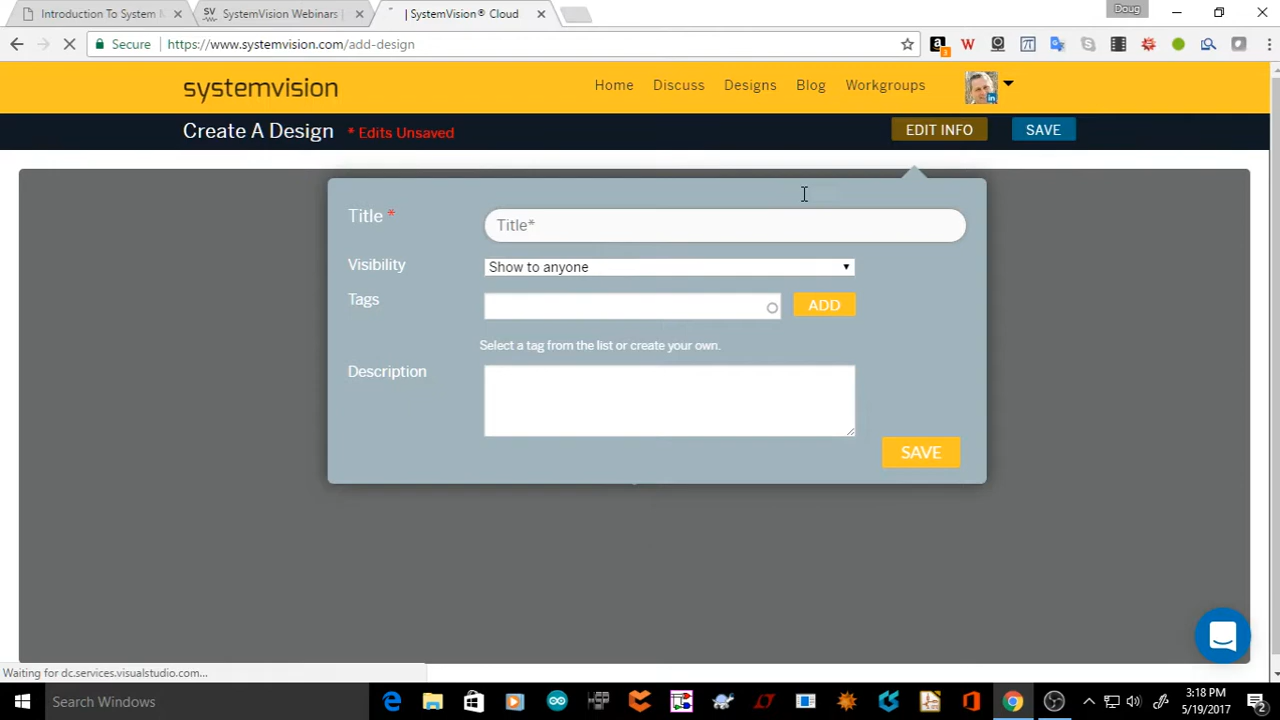 Introduction To System M
SV
SystemVision Webinars |
| SystemVision® Cloud
Doug
Secure
https://www.systemvision.com/add-design
systemvision
Home
Discuss
Designs
Blog
Workgroups
Create A Design
* Edits Unsaved
EDIT INFO
SAVE
Title *
Title*
Visibility
Show to anyone
Tags
ADD
Select a tag from the list or create your own.
Description
SAVE
Waiting for dc.services.visualstudio.com...
Search Windows
3:18 PM
5/19/2017